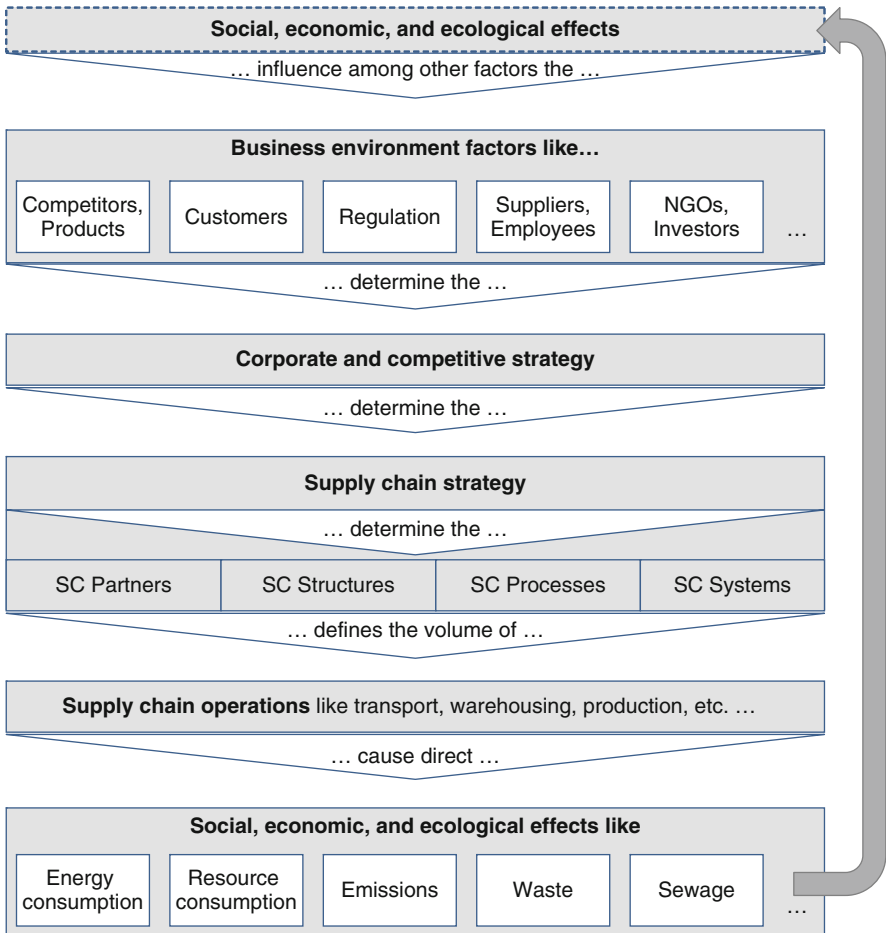 Social, economic, and ecological effects
… influence among other factors the …
Business environment factors like…
Competitors,
Products
Customers
Regulation
Suppliers,
Employees
NGOs,
Investors
…
… determine the …
Corporate and competitive strategy
… determine the …
Supply chain strategy
… determine the …
SC Partners
SC Structures
SC Processes
SC Systems
… defines the volume of …
Supply chain operations like transport, warehousing, production, etc. …
… cause direct …
Social, economic, and ecological effects like
Energy
consumption
Resource
consumption
Emissions
Waste
Sewage
…